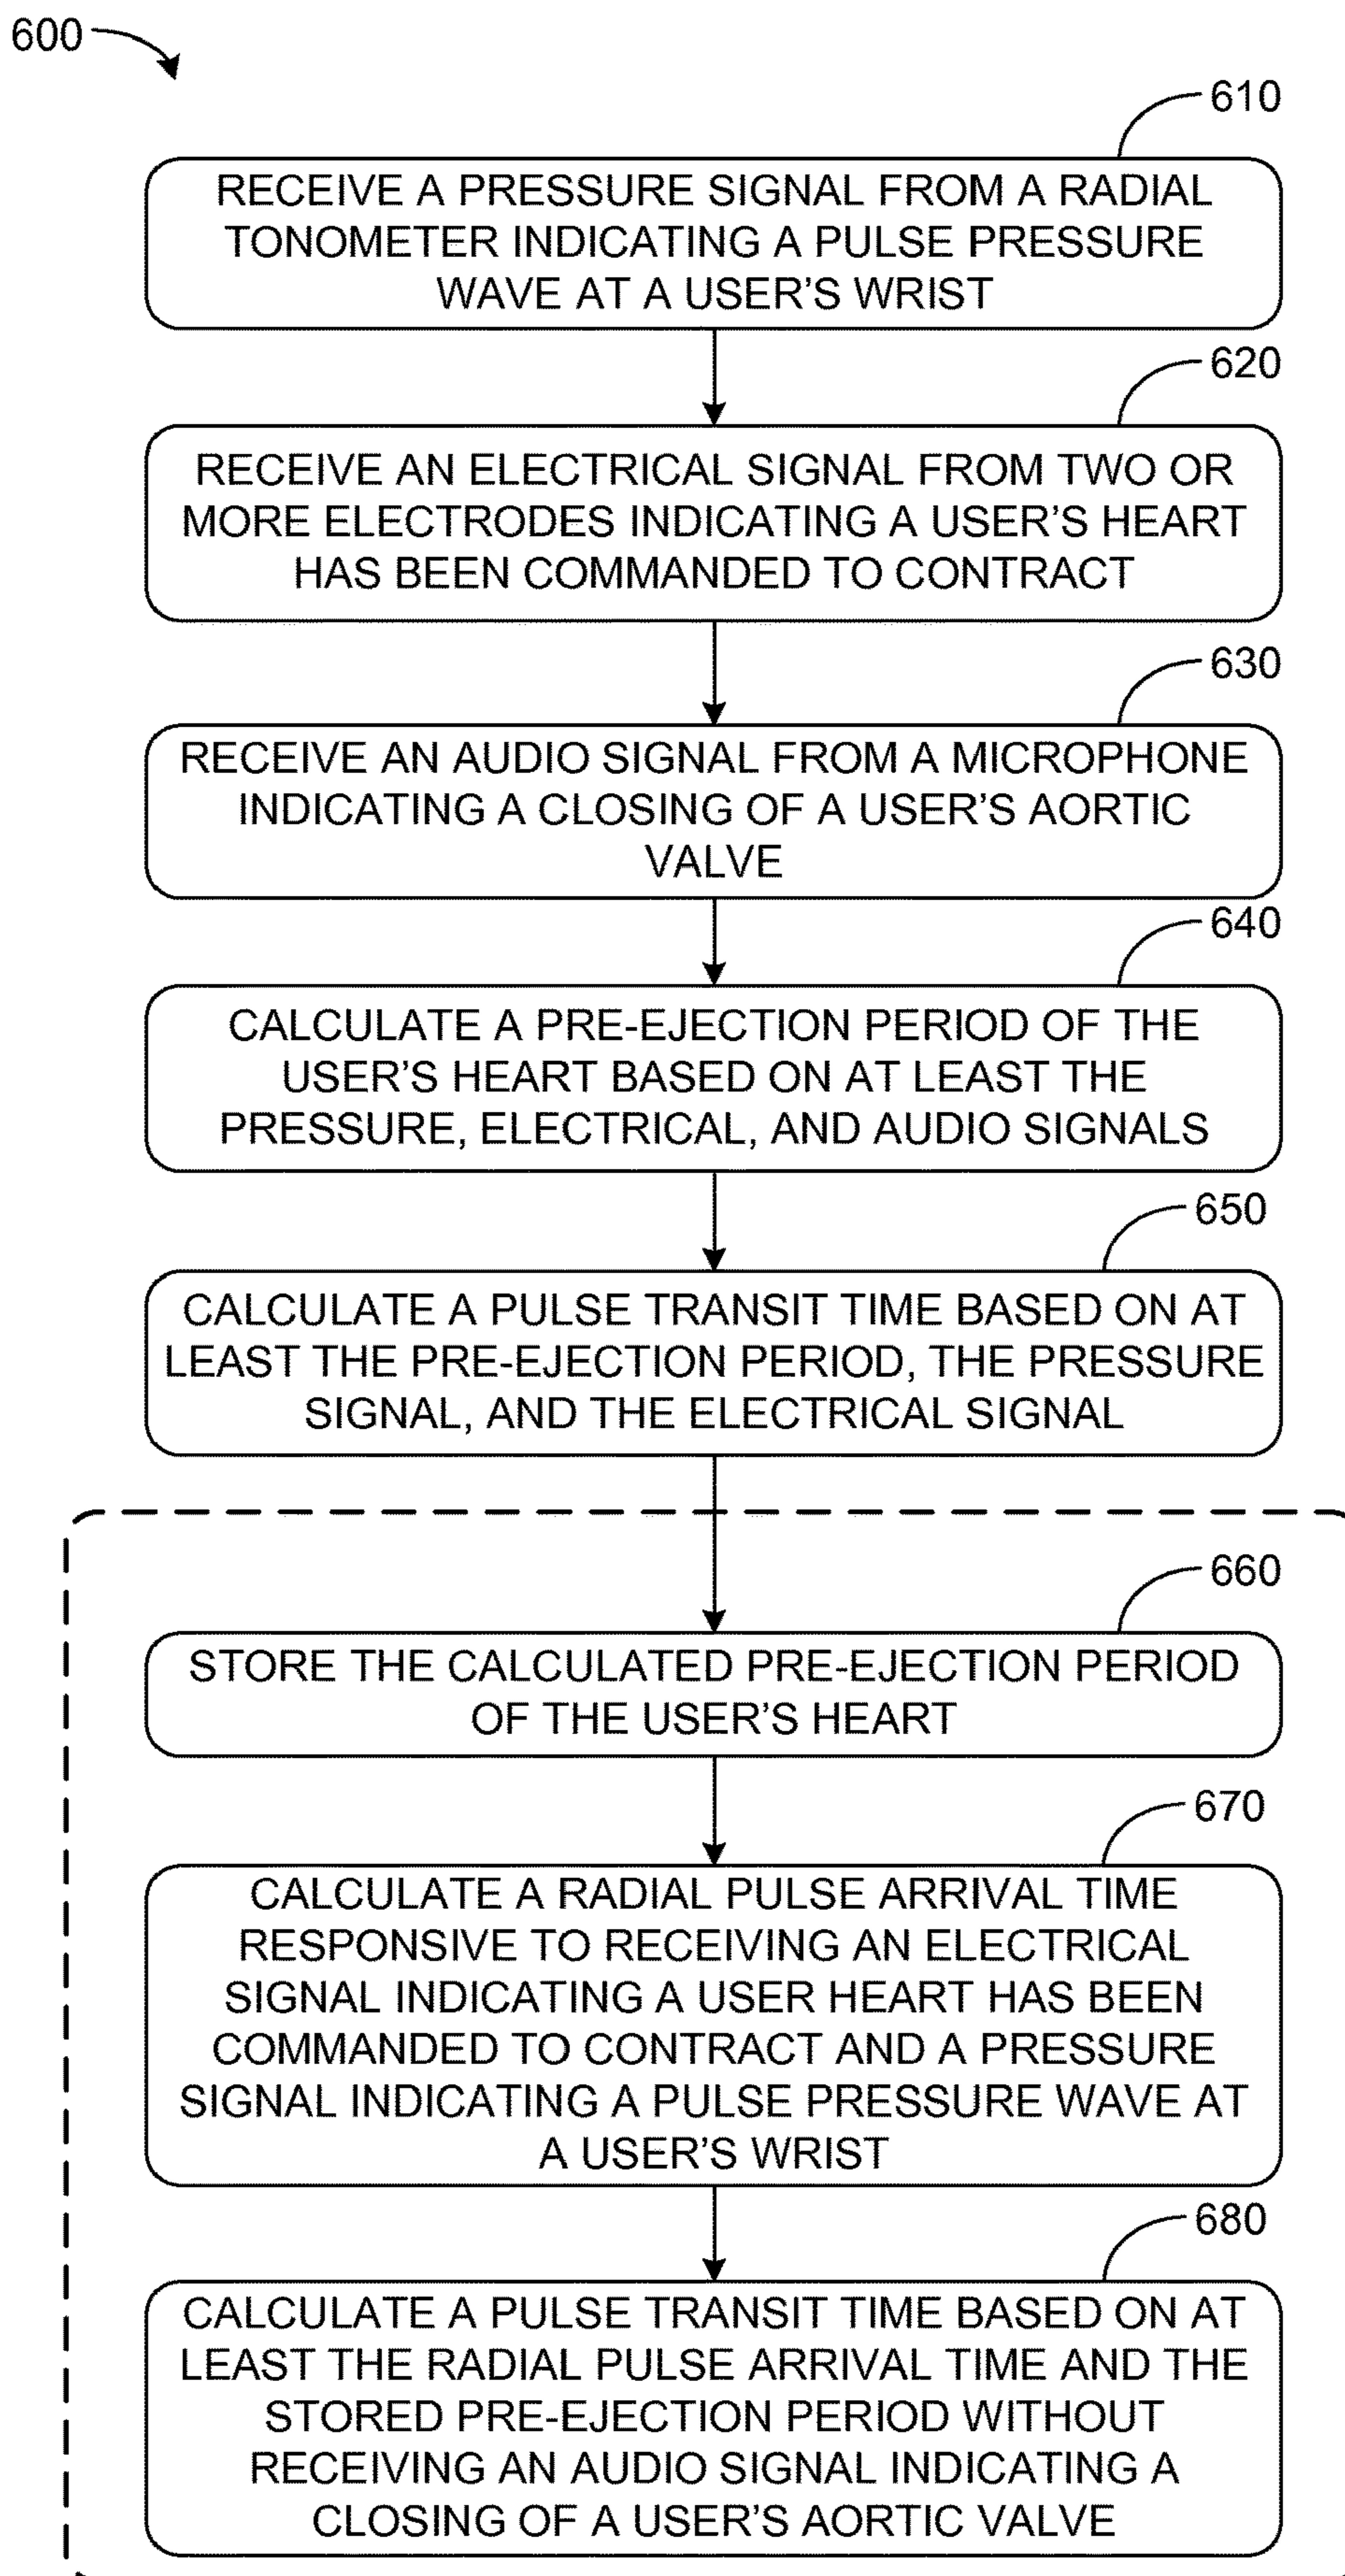 600
610
RECEIVE A PRESSURE SIGNAL FROM A RADIAL
TONOMETER INDICATING A PULSE PRESSURE
WAVE AT A USER'S WRIST
620
RECEIVE AN ELECTRICAL SIGNAL FROM TWO OR
MORE ELECTRODES INDICATING A USER'S HEART
HAS BEEN COMMANDED TO CONTRACT
630
RECEIVE AN AUDIO SIGNAL FROM A MICROPHONE
INDICATING A CLOSING OF A USER'S AORTIC
VALVE
640
CALCULATE A PRE-EJECTION PERIOD OF THE
USER'S HEART BASED ON AT LEAST THE
PRESSURE, ELECTRICAL, AND AUDIO SIGNALS
650
CALCULATE A PULSE TRANSIT TIME BASED ON AT
LEAST THE PRE-EJECTION PERIOD, THE PRESSURE
SIGNAL, AND THE ELECTRICAL SIGNAL
660
STORE THE CALCULATED PRE-EJECTION PERIOD
OF THE USER'S HEART
670
CALCULATE A RADIAL PULSE ARRIVAL TIME
RESPONSIVE TO RECEIVING AN ELECTRICAL
SIGNAL INDICATING A USER HEART HAS BEEN
COMMANDED TO CONTRACT AND A PRESSURE
SIGNAL INDICATING A PULSE PRESSURE WAVE AT
A USER'S WRIST
680
CALCULATE A PULSE TRANSIT TIME BASED ON AT
LEAST THE RADIAL PULSE ARRIVAL TIME AND THE
STORED PRE-EJECTION PERIOD WITHOUT
RECEIVING AN AUDIO SIGNAL INDICATING A
CLOSING OF A USER'S AORTIC VALVE